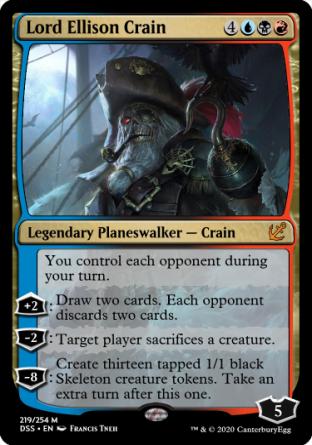 Lord Ellison Crain 4
Legendary Planeswalker — Crain
You control each opponent during
your turn.
+2 : Draw two cards. Each opponent
discards two cards.
-2 : Target player sacrifices a creature.
Create thirteen tapped 1/1 black
-8 : Skeleton creature tokens. Take an
extra turn after this one.
5
219/254 M
DSS • EN FRANCIS TNEH
™ & © 2020 CanterburyEgg